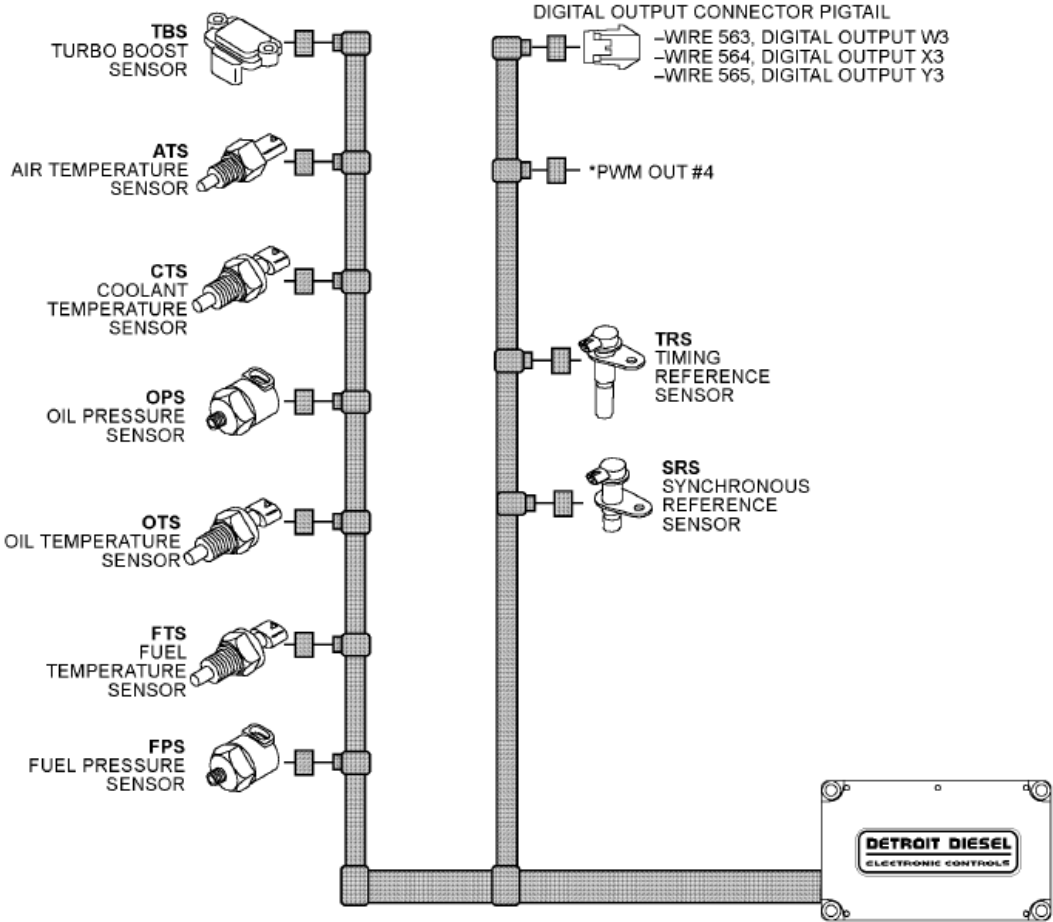 TBS
TURBO BOOST
SENSOR
ATS
AIR TEMPERATURE
SENSOR
CTS
COOLANT
TEMPERATURE
SENSOR
OPS
OIL PRESSURE
SENSOR
OTS
OIL TEMPERATURE
SENSOR
FTS
FUEL
TEMPERATURE
SENSOR
FPS
FUEL PRESSURE
SENSOR
DIGITAL OUTPUT CONNECTOR PIGTAIL
–WIRE 563, DIGITAL OUTPUT W3
–WIRE 564, DIGITAL OUTPUT X3
–WIRE 565, DIGITAL OUTPUT Y3
*PWM OUT #4
TRS
TIMING
REFERENCE
SENSOR
SRS
SYNCHRONOUS
REFERENCE
SENSOR
DETROIT DIESEL
ELECTRONIC CONTROLS